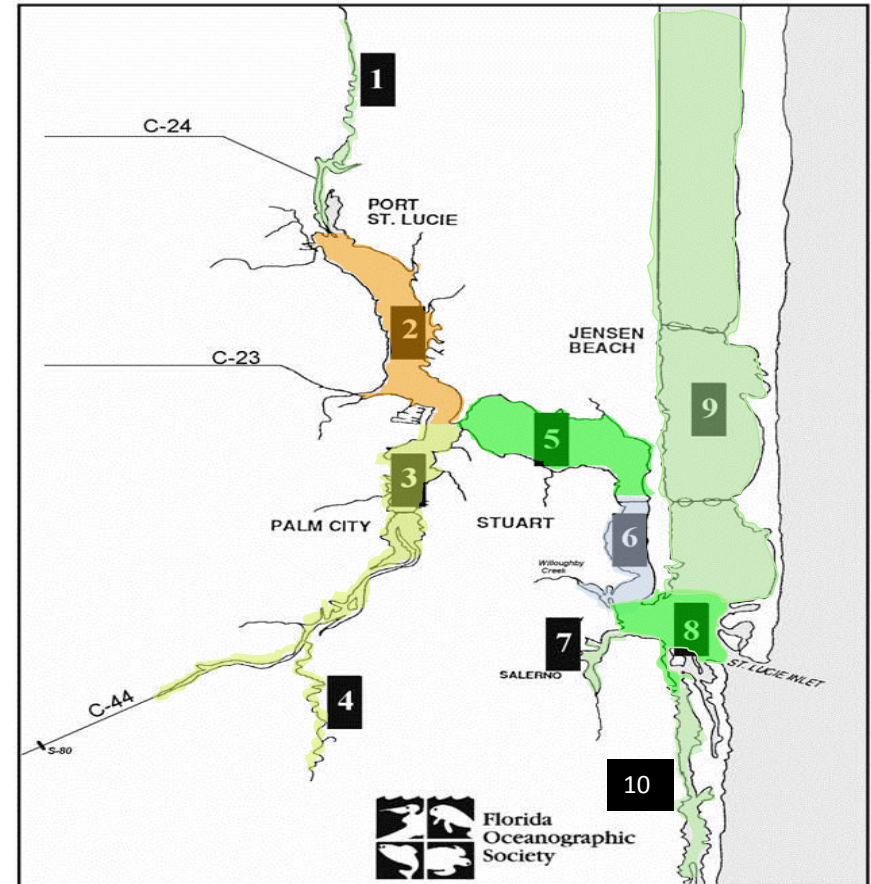 1
C-24
PORT
ST. LUCIE
2
JENSEN
BEACH
C-23
9
5
3
PALM CITY
STUART
6
Willoughby
Creek
7
8
SALERNO
ST. LUCIE INLET
4
C-44
S-80
10
Florida
Oceanographic
Society